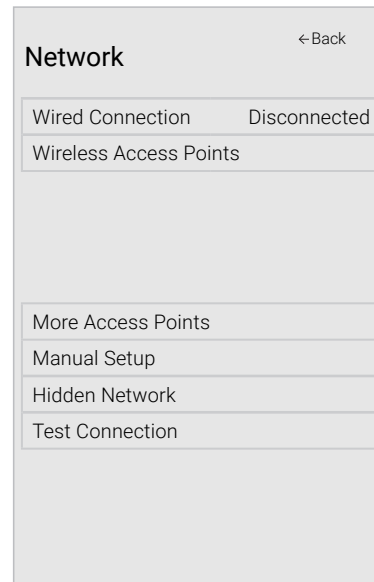 ←Back
Network
Wired Connection Disconnected
Wireless Access Points
More Access Points
Manual Setup
Hidden Network
Test Connection